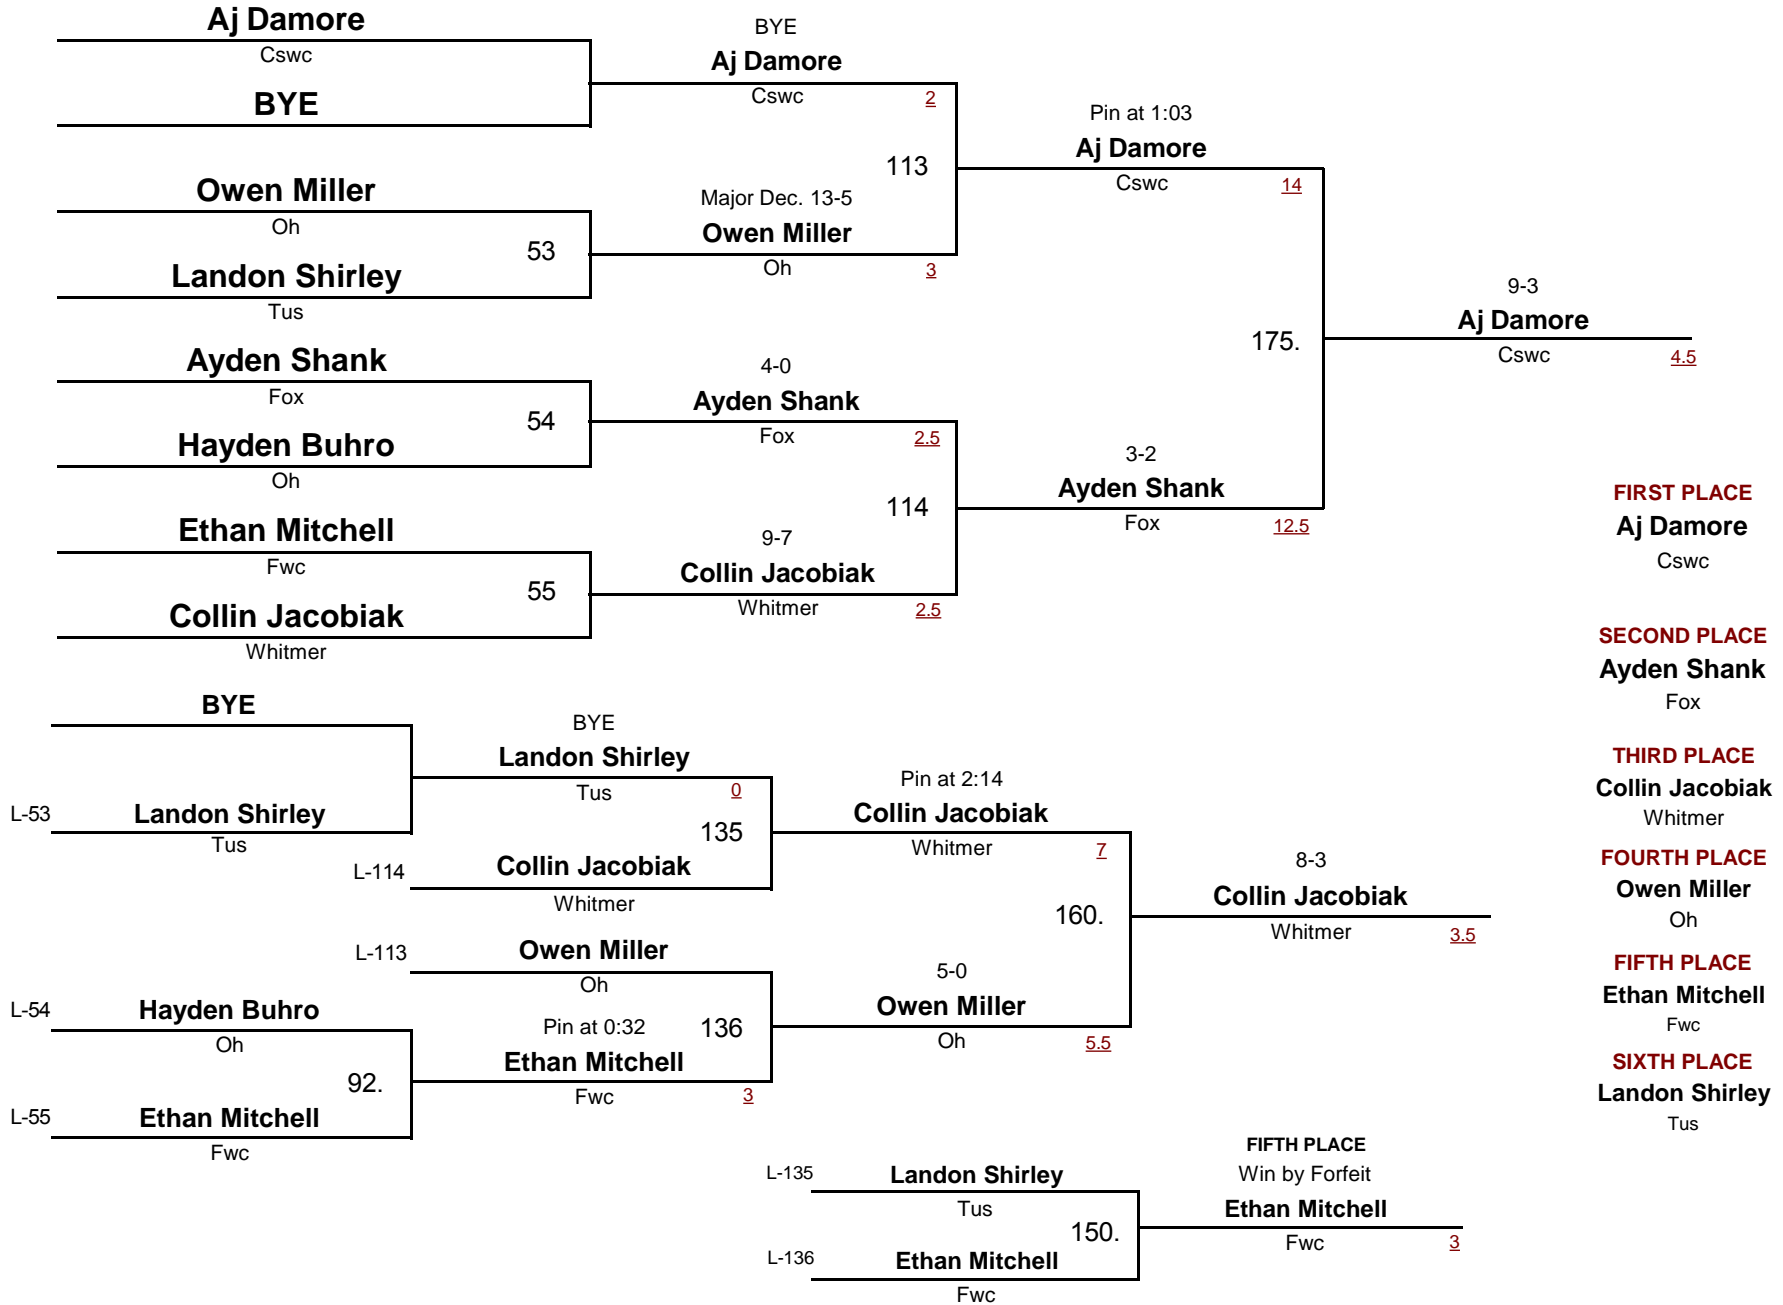 Aj Damore
Cswc
BYE
Owen Miller
Oh
53
Landon Shirley
Tus
Ayden Shank
Fox
54
Hayden Buhro
Oh
Ethan Mitchell
Fwc
55
Collin Jacobiak
Whitmer
BYE
Aj Damore
Cswc
2
113
Major Dec. 13-5
Owen Miller
Oh
3
4-0
Ayden Shank
Fox
2.5
114
9-7
Collin Jacobiak
Whitmer
2.5
Pin at 1:03
Aj Damore
Cswc
14
175.
3-2
Ayden Shank
Fox
12.5
9-3
Aj Damore
Cswc
4.5
FIRST PLACE
Aj Damore
Cswc
SECOND PLACE
Ayden Shank
Fox
THIRD PLACE
Collin Jacobiak
Whitmer
FOURTH PLACE
Owen Miller
Oh
FIFTH PLACE
Ethan Mitchell
Fwc
SIXTH PLACE
Landon Shirley
Tus
BYE
L-53
Landon Shirley
Tus
L-54
Hayden Buhro
Oh
92.
L-55
Ethan Mitchell
Fwc
BYE
Landon Shirley
Tus
0
135
L-114
Collin Jacobiak
Whitmer
L-113
Owen Miller
Oh
Pin at 0:32
136
Ethan Mitchell
Fwc
3
Pin at 2:14
Collin Jacobiak
Whitmer
7
160.
5-0
Owen Miller
Oh
5.5
8-3
Collin Jacobiak
Whitmer
3.5
L-135
Landon Shirley
Tus
150.
L-136
Ethan Mitchell
Fwc
FIFTH PLACE
Win by Forfeit
Ethan Mitchell
Fwc
3